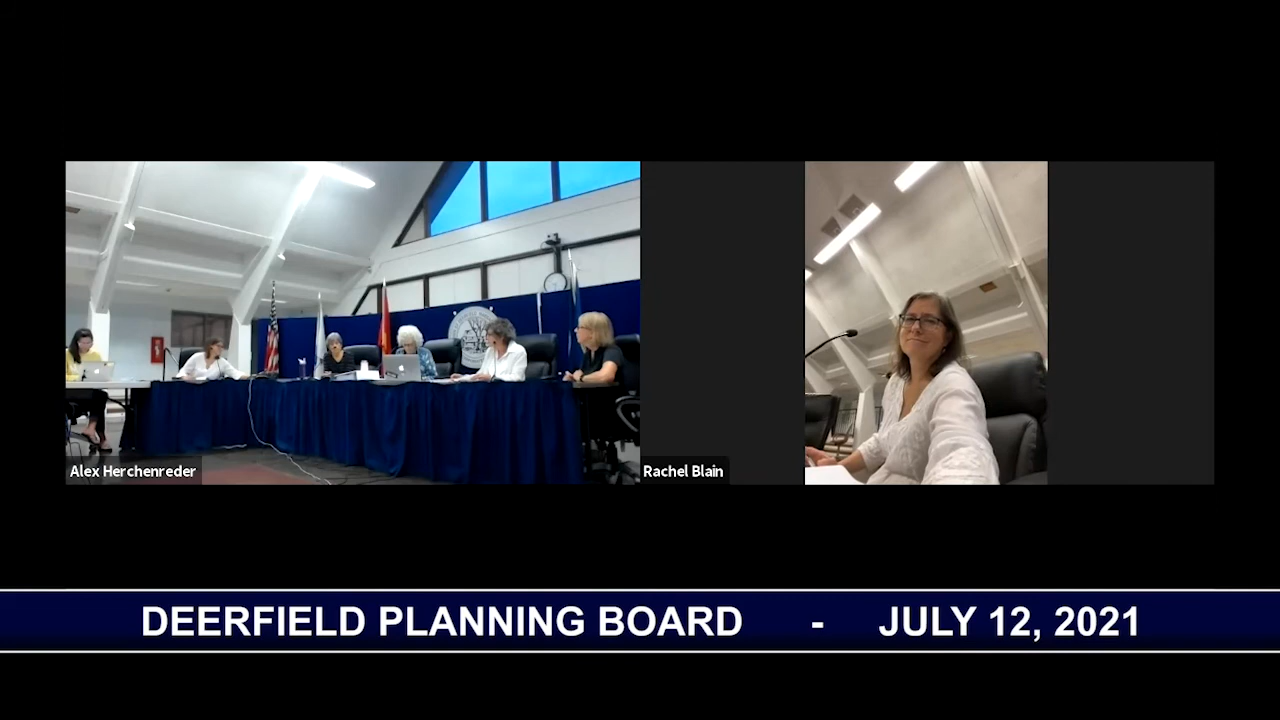 Alex Herchenreder
Rachel Blain
DEERFIELD PLANNING BOARD - JULY 12, 2021